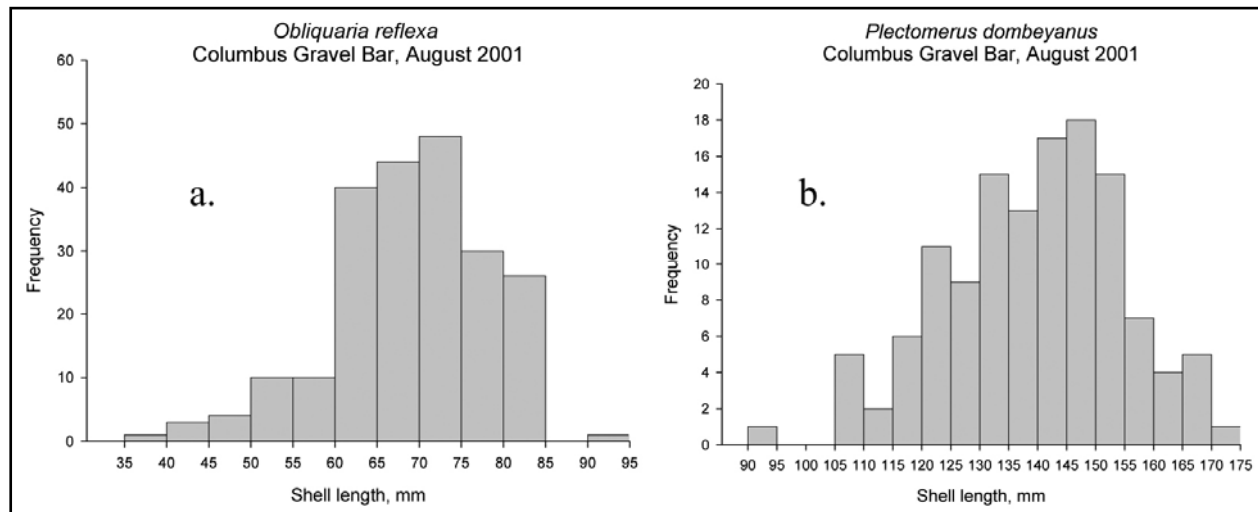 Obliquaria reflexa
Columbus Gravel Bar, August 2001
60
50
40
30
20
10
0
Frequency
a.
35 40 45 50 55 60 65 70 75 80 85 90 95
Shell length, mm
Plectomerus dombeyanus
Columbus Gravel Bar, August 2001
20
18
16
14
12
10
8
6
4
2
0
Frequency
b.
90 95 100 105 110 115 120 125 130 135 140 145 150 155 160 165 170 175
Shell length, mm